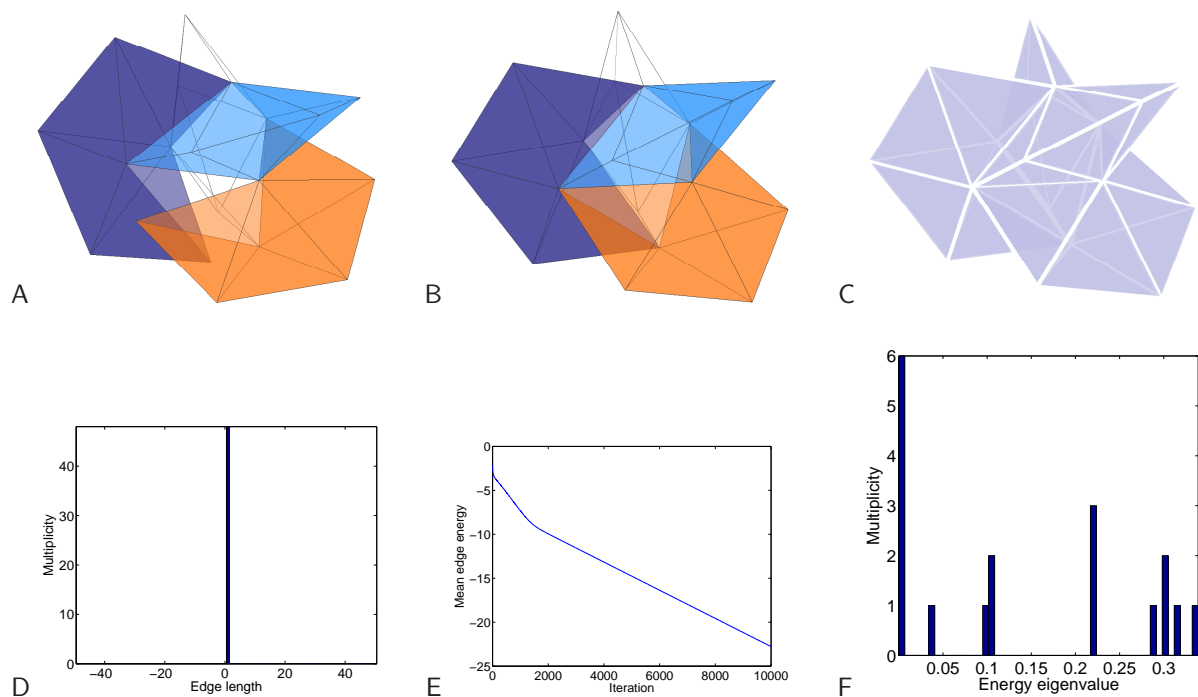 A
B
C
Multiplicity
40
30
20
10
0
−40
−20
0
20
40
Edge length
D
Mean edge energy
0
−5
−10
−15
−20
−25
0
2000
4000
6000
8000
10000
Iteration
E
Multiplicity
6
5
4
3
2
1
0
0.05
0.1
0.15
0.2
0.25
0.3
Energy eigenvalue
F